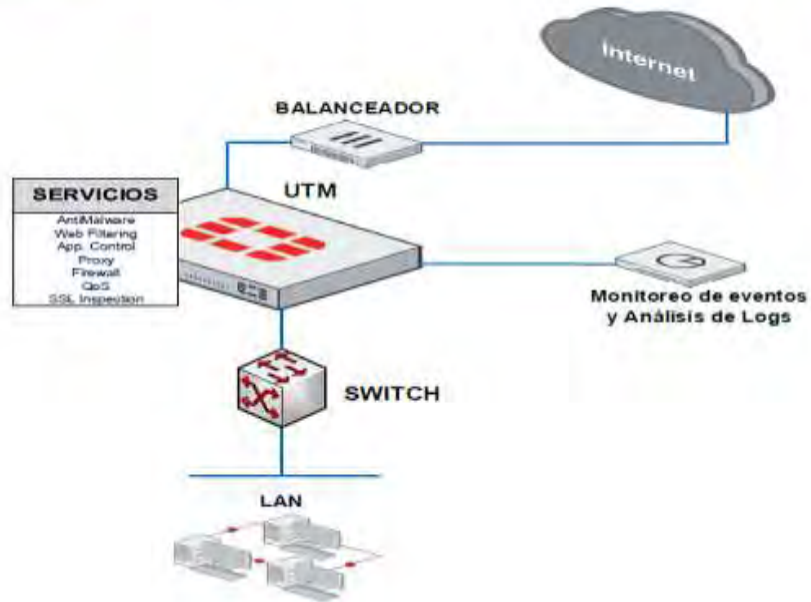 Internet
BALANCEADOR
UTM
SERVICIOS
AntiMalware
Web Filtering
App. Control
Proxy
Firewall
QoS
SSL Inspection
Monitoreo de eventos
y Análisis de Logs
SWITCH
LAN